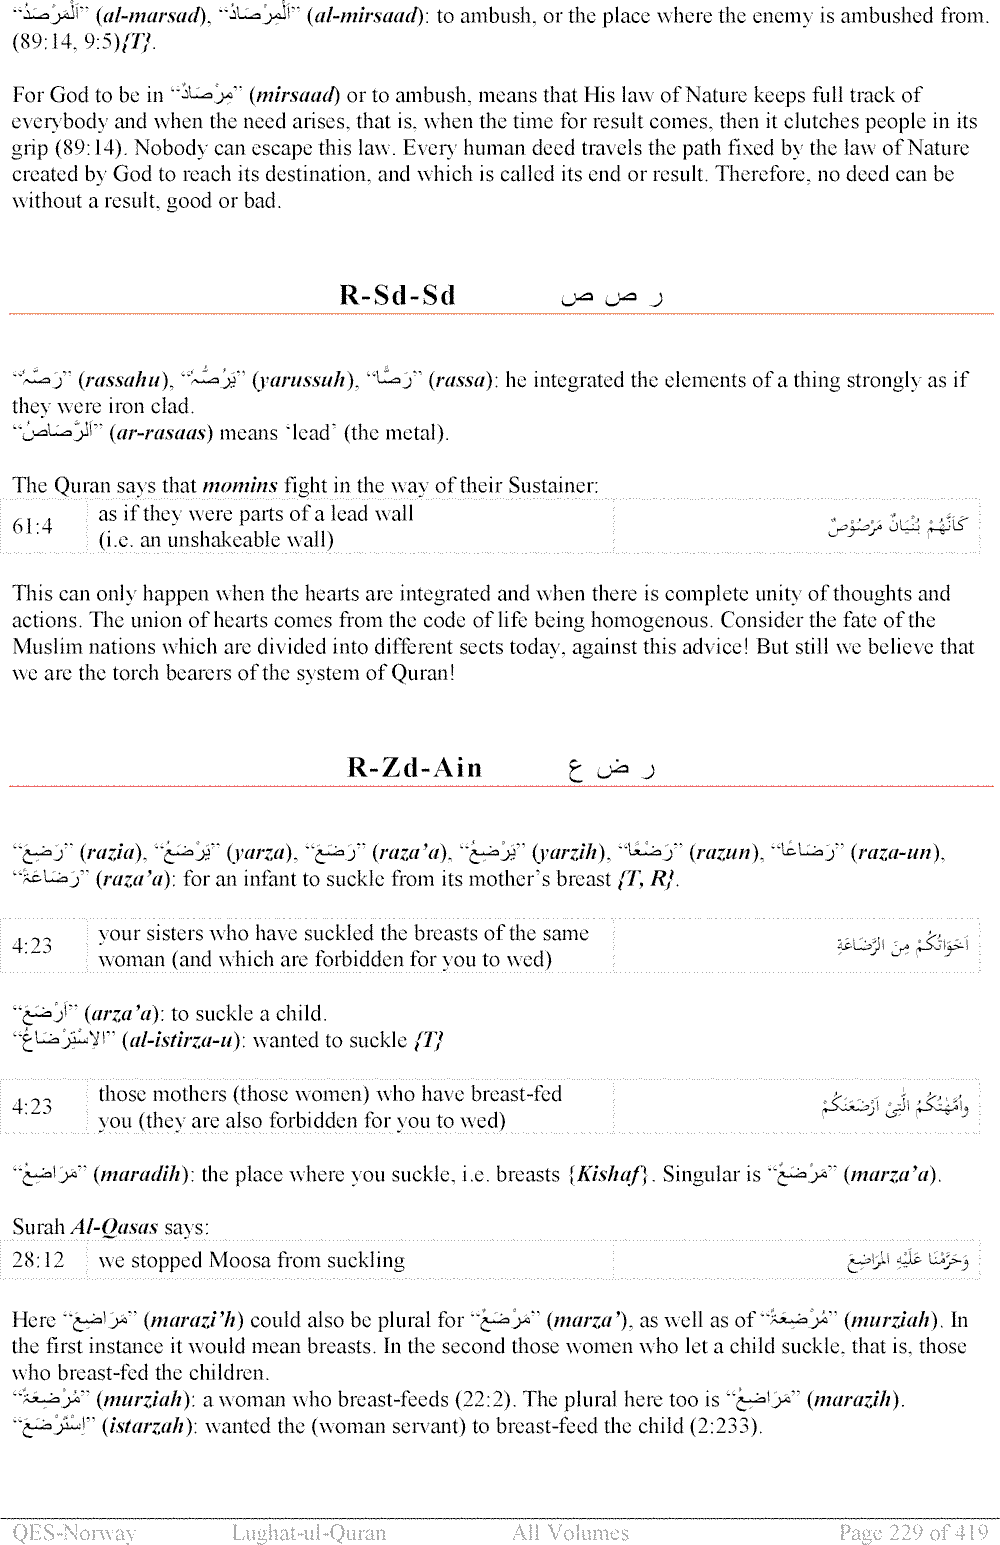 “اَلْمَرْصَدُ” (al-marsad), “اَلْمِرْصَادُ” (al-mirsaad): to ambush, or the place where the enemy is ambushed from.
(89:14, 9:5){T}.
For God to be in “مِرْصَادٌ” (mirsaad) or to ambush, means that His law of Nature keeps full track of
everybody and when the need arises, that is, when the time for result comes, then it clutches people in its
grip (89:14). Nobody can escape this law. Every human deed travels the path fixed by the law of Nature
created by God to reach its destination, and which is called its end or result. Therefore, no deed can be
without a result, good or bad.
R-Sd-Sd ر ص ص
“رَصَّہٗ” (rassahu), “يَرُصُّہٗ” (yarussuh), “رَصًّا” (rassa): he integrated the elements of a thing strongly as if
they were iron clad.
“اَلرَّصَاصُ” (ar-rasaas) means ‘lead’ (the metal).
The Quran says that momins fight in the way of their Sustainer:
61:4 as if they were parts of a lead wall
(i.e. an unshakeable wall) كَاَنَّهُمْ بُنْيَانٌ مَرْصُوْصٌ
This can only happen when the hearts are integrated and when there is complete unity of thoughts and
actions. The union of hearts comes from the code of life being homogenous. Consider the fate of the
Muslim nations which are divided into different sects today, against this advice! But still we believe that
we are the torch bearers of the system of Quran!
R-Zd-Ain ر ض ع
“رَضِعَ” (razia), “يَرْضَعُ” (yarza), “رَضَعَ” (raza’a), “يَرْضِعُ” (yarzih), “رَضْعًا” (razun), “رَضَاعًا” (raza-un),
“رَضَاعَةً” (raza’a): for an infant to suckle from its mother’s breast {T, R}.
4:23 your sisters who have suckled the breasts of the same
woman (and which are forbidden for you to wed) اَخَوَاتُكُمْ مِنَ الرَّضَاعَةِ
“اَرْضَعَ” (arza’a): to suckle a child.
“الاِسْتِرْضَاعُ” (al-istirza-u): wanted to suckle {T}
4:23 those mothers (those women) who have breast-fed
you (they are also forbidden for you to wed) وَاُمَّهٰتُكُمُ الّٰتِىْ اَرْضَعَنَكُمْ
“مَرَاضِعُ” (maradih): the place where you suckle, i.e. breasts {Kishaf}. Singular is “مَرْضَعٌ” (marza’a).
Surah Al-Qasas says:
28:12 we stopped Moosa from suckling وَحَرَّمْنَا عَلَيْهِ المَرَاضِعَ
Here “مَرَاضِعَ” (marazi’h) could also be plural for “مَرْضَعٌ” (marza’), as well as of “مُرْضِعَةٌ” (murziah). In
the first instance it would mean breasts. In the second those women who let a child suckle, that is, those
who breast-fed the children.
“مُرْضِعَةٌ” (murziah): a woman who breast-feeds (22:2). The plural here too is “مَرَاضِعُ” (marazih).
“اِسْتَرْضَعَ” (istarzah): wanted the (woman servant) to breast-feed the child (2:233).
QES-Norway Lughat-ul-Quran All Volumes Page 229 of 419